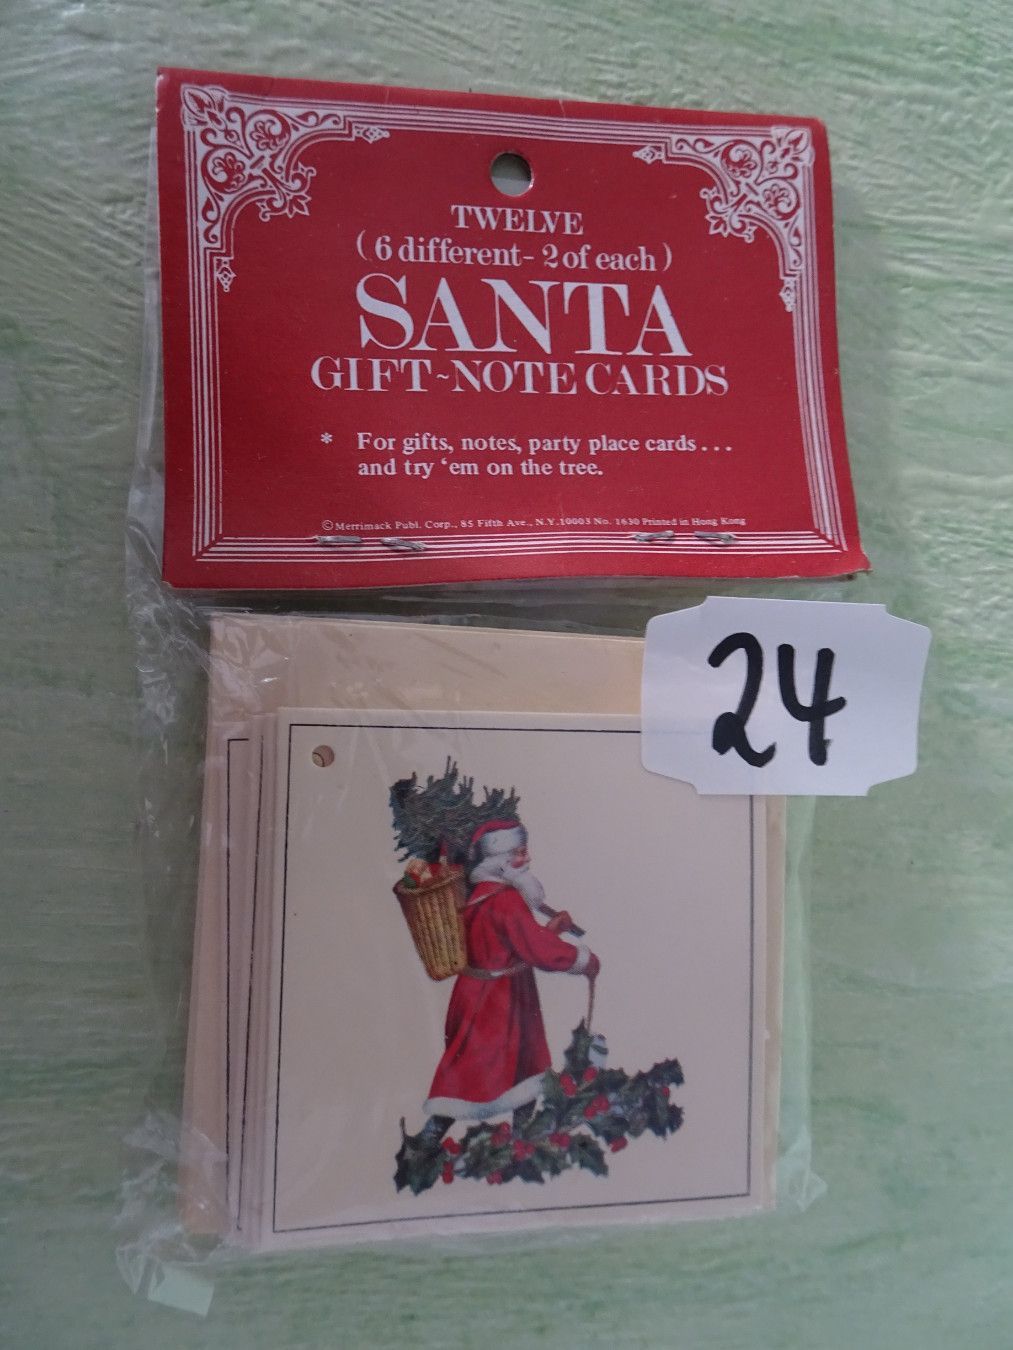 TWELVE
(6 different- 2 of each)
SANTA
GIFT~NOTE CARDS
* For gifts, notes, party place cards...
and try ‘em on the tree.
©Merrimack Publ. Corp., 85 Fifth Ave., N.Y. 10003 No. 1630 Printed in Hong Kong
24